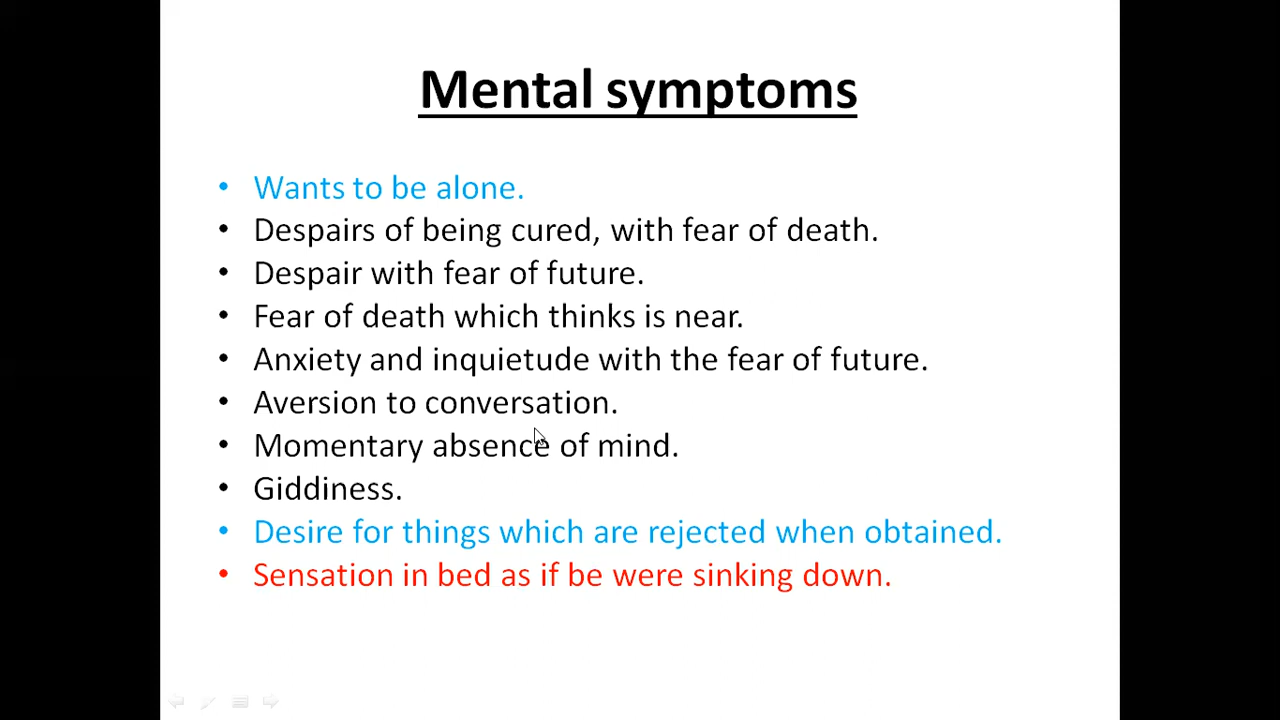 Mental symptoms
• Wants to be alone.
• Despairs of being cured, with fear of death.
• Despair with fear of future.
• Fear of death which thinks is near.
• Anxiety and inquietude with the fear of future.
• Aversion to conversation.
• Momentary absence of mind.
• Giddiness.
• Desire for things which are rejected when obtained.
• Sensation in bed as if be were sinking down.